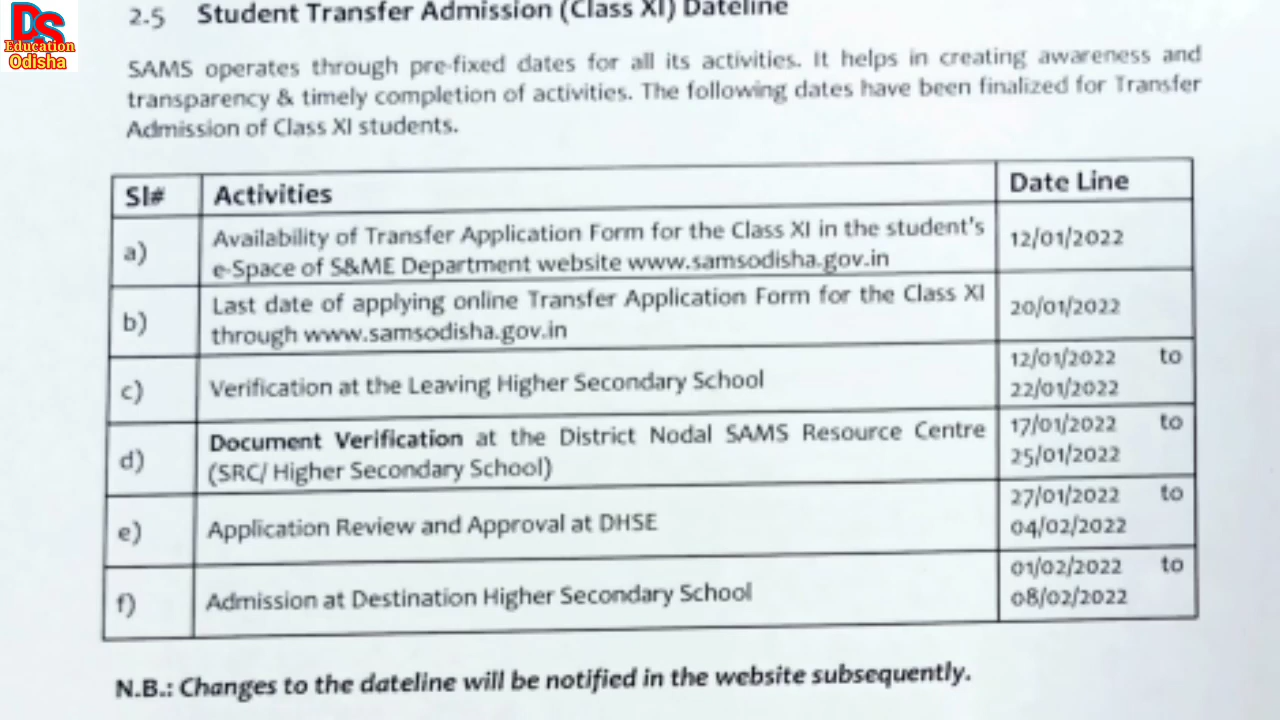 DS
Education
Odisha
2.5 Student Transfer Admission (Class XI) Dateline
SAMS operates through pre-fixed dates for all its activities. It helps in creating awareness and
transparency & timely completion of activities. The following dates have been finalized for Transfer
Admission of Class XI students.
Sl# Activities Date Line
a) Availability of Transfer Application Form for the Class XI in the student's
e-Space of S&ME Department website www.samsodisha.gov.in
12/01/2022
b) Last date of applying online Transfer Application Form for the Class XI
through www.samsodisha.gov.in
20/01/2022
c) Verification at the Leaving Higher Secondary School
12/01/2022 to
22/01/2022
d) Document Verification at the District Nodal SAMS Resource Centre
(SRC/ Higher Secondary School)
17/01/2022 to
25/01/2022
e) Application Review and Approval at DHSE
27/01/2022 to
04/02/2022
f) Admission at Destination Higher Secondary School
01/02/2022 to
08/02/2022
N.B.: Changes to the dateline will be notified in the website subsequently.